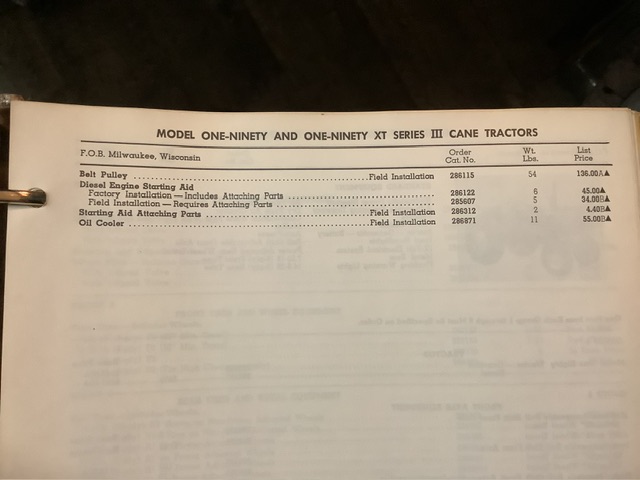 MODEL ONE-NINETY AND ONE-NINETY XT SERIES III CANE TRACTORS
F.O.B. Milwaukee, Wisconsin Order Cat. No. Wt. Lbs. List Price
Belt Pulley ........ Field Installation 286115 54 136.00A▲
Diesel Engine Starting Aid
Factory Installation — Includes Attaching Parts ........ 286122 6 45.00▲
Field Installation — Requires Attaching Parts ........ 285607 5 34.00B▲
Starting Aid Attaching Parts ........ Field Installation 286312 2 4.40B▲
Oil Cooler ........ Field Installation 286871 11 55.00B▲